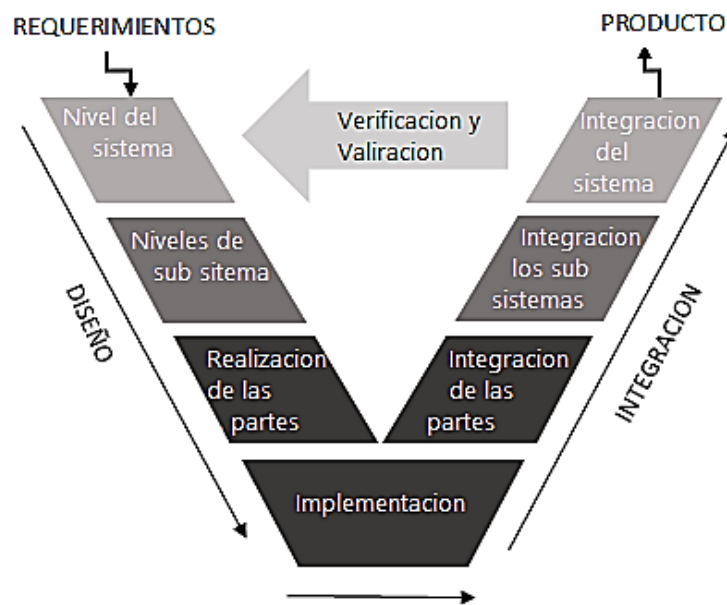 REQUERIMIENTOS
PRODUCTO
Nivel del
sistema
Verificacion y
Valiracion
Integracion
del
sistema
Niveles de
sub sitema
Integracion
los sub
sistemas
DISEÑO
INTEGRACION
Realizacion
de las
partes
Integracion
de las
partes
Implementacion